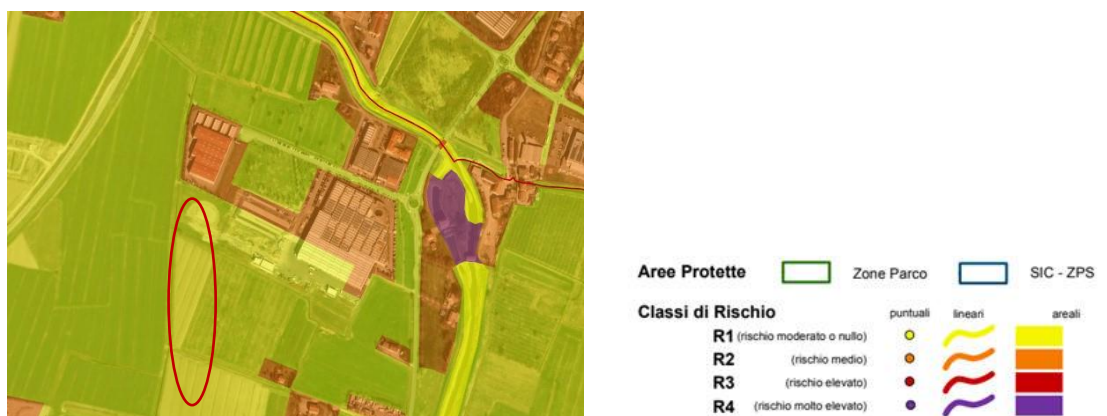 Aree Protette Zone Parco SIC - ZPS
Classi di Rischio puntuali lineari areali
R1 (rischio moderato o nullo)
R2 (rischio medio)
R3 (rischio elevato)
R4 (rischio molto elevato)